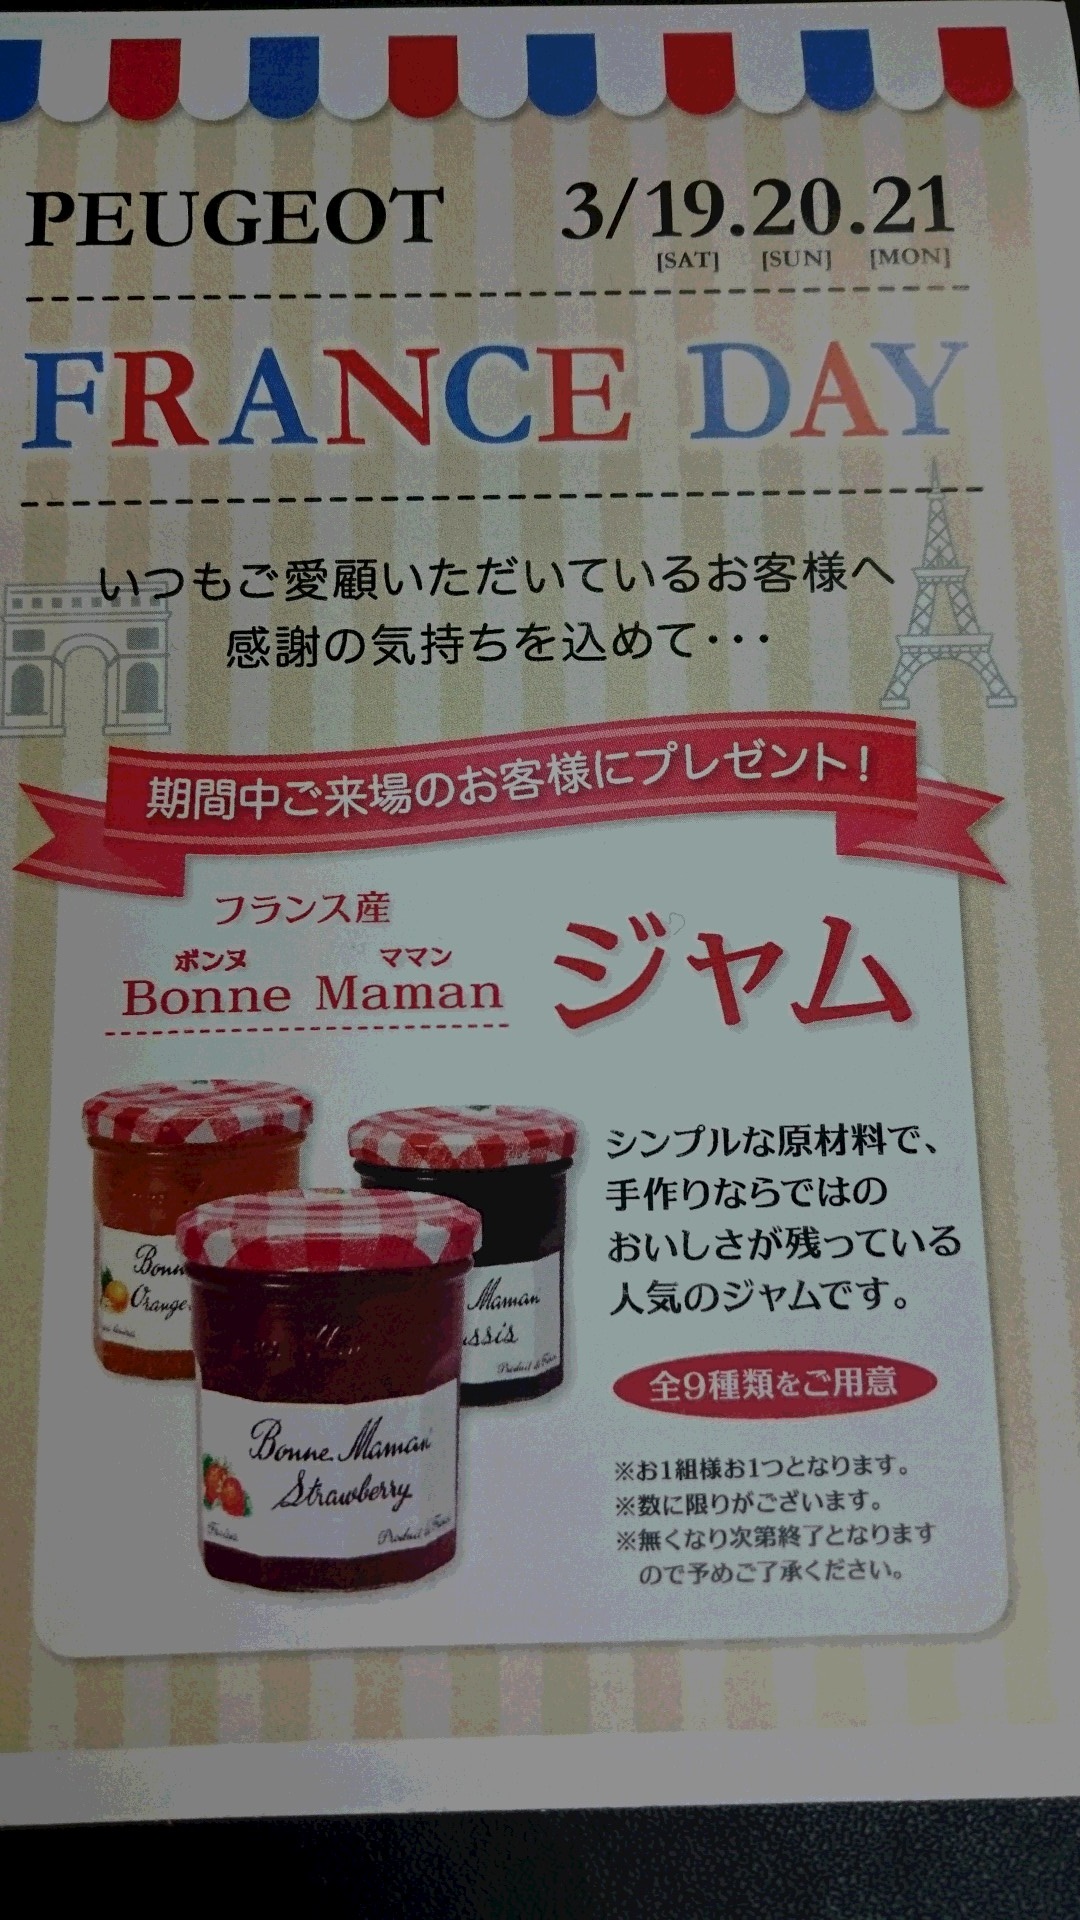 PEUGEOT 3/19.20.21
[SAT] [SUN] [MON]
FRANCE DAY
いつもご愛顧いただいているお客様へ
感謝の気持ちを込めて･･･
期間中ご来場のお客様にプレゼント！
フランス産
ボンヌ ママン
Bonne Maman ジャム
シンプルな原材料で、
手作りならではの
おいしさが残っている
人気のジャムです。
全9種類をご用意
※お1組様お1つとなります。
※数に限りがございます。
※無くなり次第終了となります
ので予めご了承ください。
Bonn
Orange
Maman
ssis
Produit de
Bonne Maman
Strawberry
Fraises
Produit de